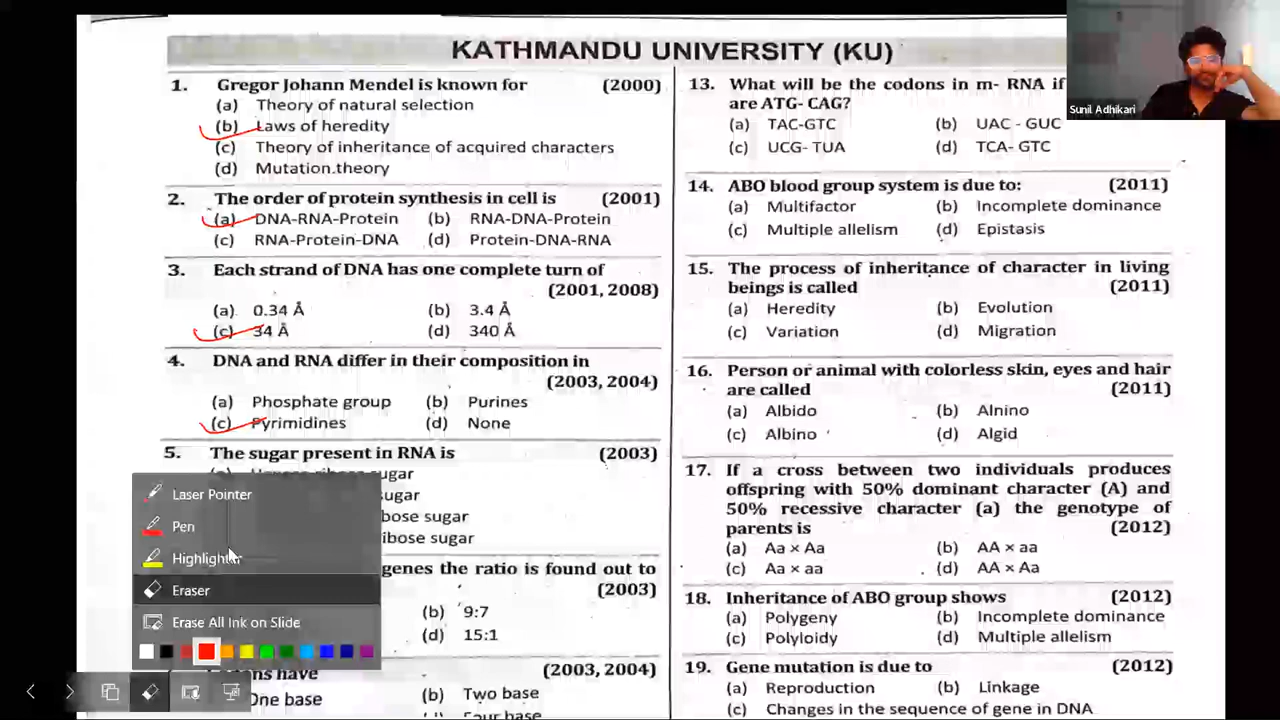 KATHMANDU UNIVERSITY (KU)
1. Gregor Johann Mendel is known for (2000)
(a) Theory of natural selection
(b) Laws of heredity
(c) Theory of inheritance of acquired characters
(d) Mutation theory
2. The order of protein synthesis in cell is (2001)
(a) DNA-RNA-Protein (b) RNA-DNA-Protein
(c) RNA-Protein-DNA (d) Protein-DNA-RNA
3. Each strand of DNA has one complete turn of
(2001, 2008)
(a) 0.34 Å (b) 3.4 Å
(c) 34 Å (d) 340 Å
4. DNA and RNA differ in their composition in
(2003, 2004)
(a) Phosphate group (b) Purines
(c) Pyrimidines (d) None
5. The sugar present in RNA is (2003)
sugar
sugar
bose sugar
ribose sugar
genes the ratio is found out to
(2003)
(b) 9:7
(d) 15:1
have (2003, 2004)
One base (b) Two base
Four base
Laser Pointer
Pen
Highlighter
Eraser
Erase All Ink on Slide
13. What will be the codons in m- RNA if
are ATG- CAG?
(a) TAC-GTC (b) UAC - GUC
(c) UCG- TUA (d) TCA- GTC
14. ABO blood group system is due to: (2011)
(a) Multifactor (b) Incomplete dominance
(c) Multiple allelism (d) Epistasis
15. The process of inheritance of character in living
beings is called (2011)
(a) Heredity (b) Evolution
(c) Variation (d) Migration
16. Person or animal with colorless skin, eyes and hair
are called (2011)
(a) Albido (b) Alnino
(c) Albino (d) Algid
17. If a cross between two individuals produces
offspring with 50% dominant character (A) and
50% recessive character (a) the genotype of
parents is (2012)
(a) Aa × Aa (b) AA × aa
(c) Aa × aa (d) AA × Aa
18. Inheritance of ABO group shows (2012)
(a) Polygeny (b) Incomplete dominance
(c) Polyloidy (d) Multiple allelism
19. Gene mutation is due to (2012)
(a) Reproduction (b) Linkage
(c) Changes in the sequence of gene in DNA
Sunil Adhikari